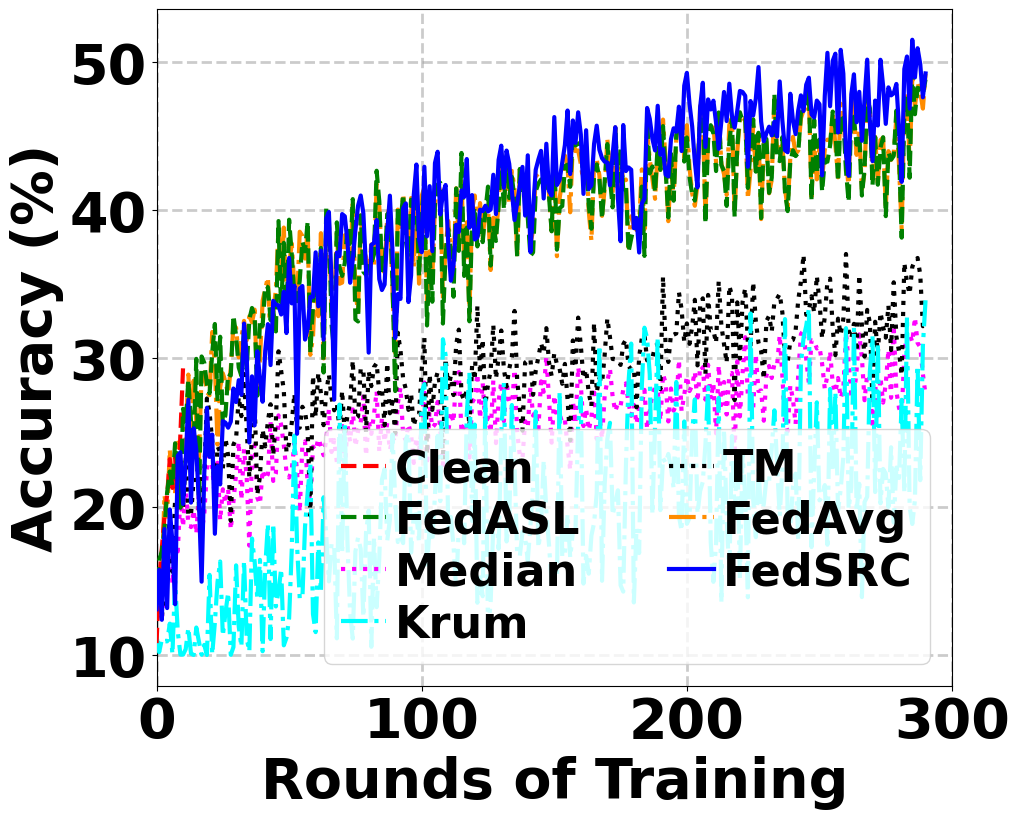 50
40
30
20
10
0
100
200
300
Accuracy (%)
Rounds of Training
Clean
FedASL
Median
Krum
TM
FedAvg
FedSRC